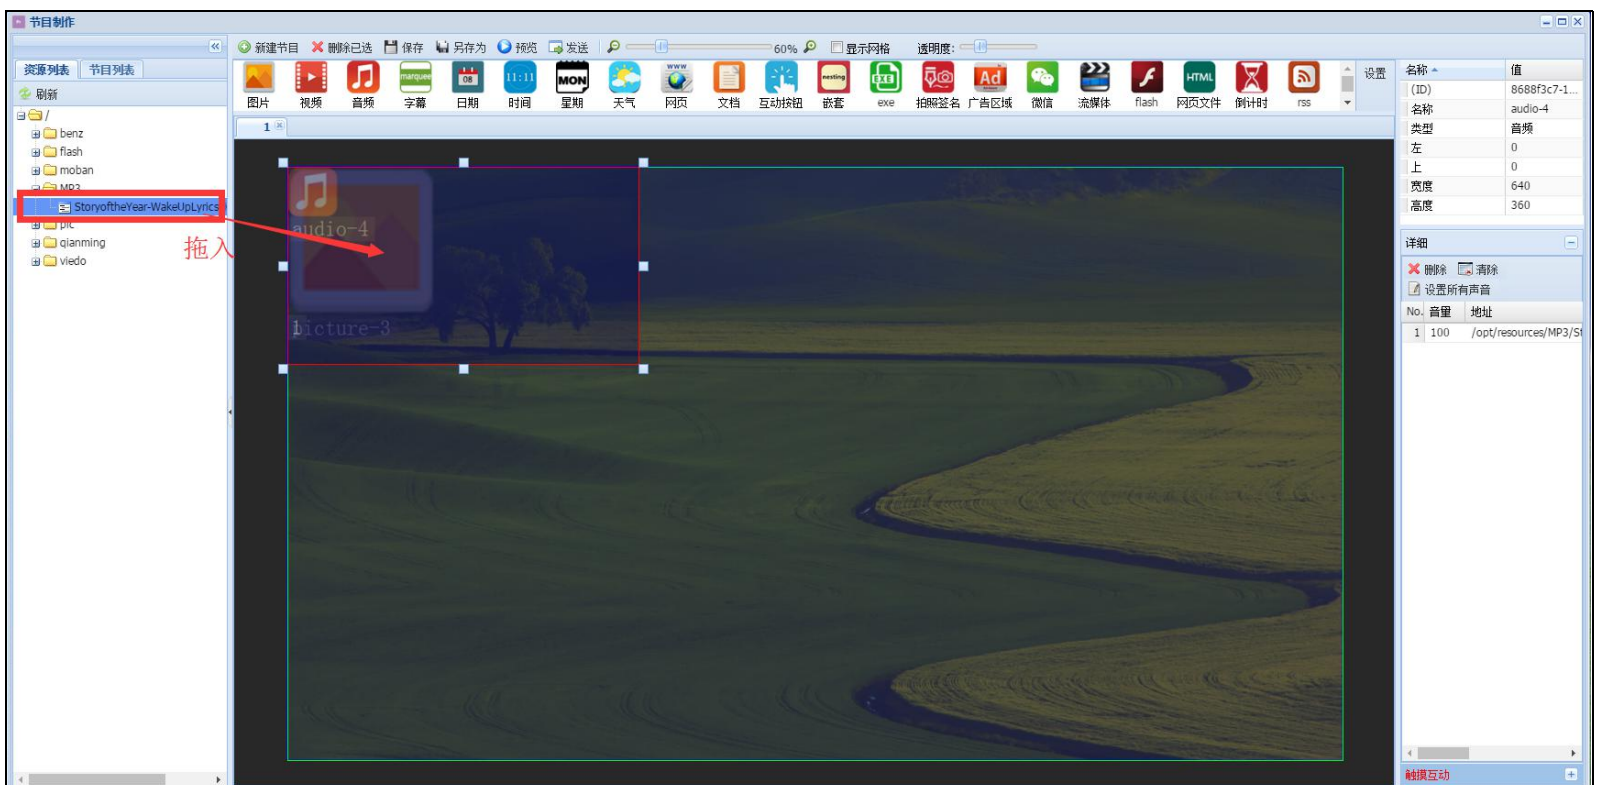 节目制作
新建节目 删除已选 保存 另存为 预览 发送 60% 显示网格 透明度:
资源列表 节目列表
刷新
/
benz
flash
moban
MP3
StoryoftheYear-WakeUpLyrics
pic
qianming
viedo
拖入
WWW
marquee 08 11:11 MON nesting EXE Ad HTML
图片 视频 音频 字幕 日期 时间 星期 天气 网页 文档 互动按钮 嵌套 exe 拍照签名 广告区域 微信 流媒体 flash 网页文件 倒计时 rss
设置
1
audio-4
picture-3
名称 值
(ID) 8688f3c7-1...
名称 audio-4
类型 音频
左 0
上 0
宽度 640
高度 360
详细
删除 清除
设置所有声音
No. 音量 地址
1 100 /opt/resources/MP3/St
触摸互动